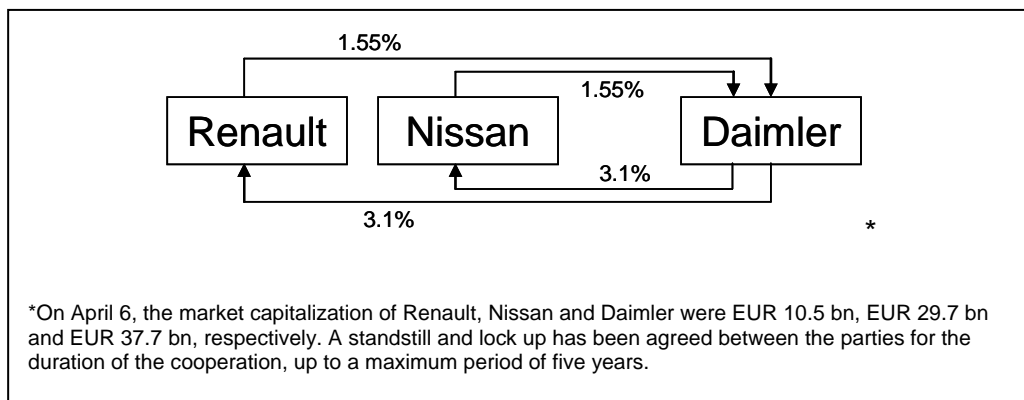 1.55%
1.55%
Renault Nissan Daimler
3.1%
3.1%
*
*On April 6, the market capitalization of Renault, Nissan and Daimler were EUR 10.5 bn, EUR 29.7 bn
and EUR 37.7 bn, respectively. A standstill and lock up has been agreed between the parties for the
duration of the cooperation, up to a maximum period of five years.